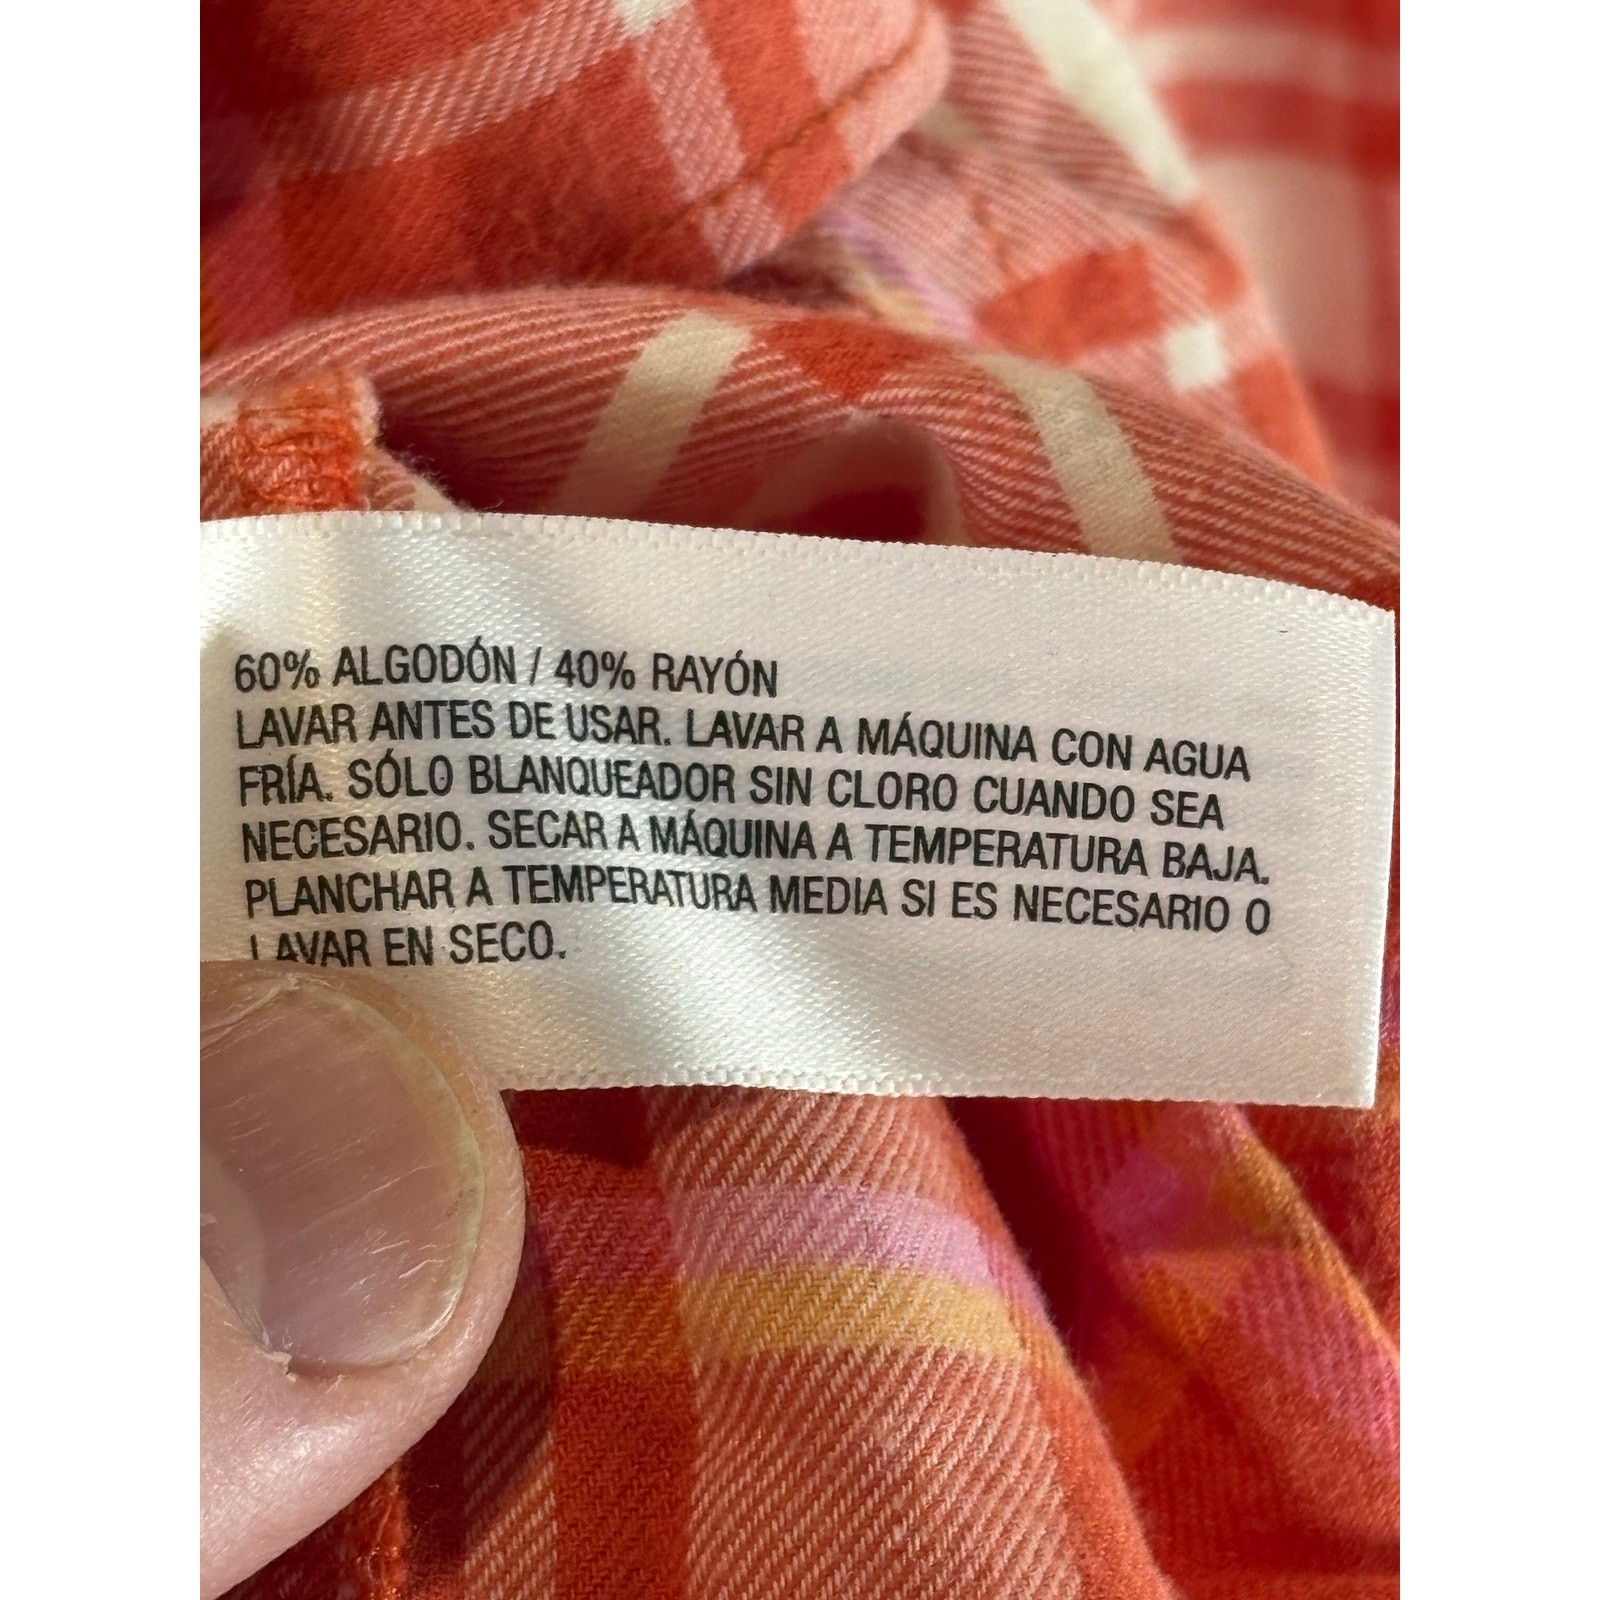 60% ALGODÓN / 40% RAYÓN
LAVAR ANTES DE USAR. LAVAR A MÁQUINA CON AGUA
FRÍA. SÓLO BLANQUEADOR SIN CLORO CUANDO SEA
NECESARIO. SECAR A MÁQUINA A TEMPERATURA BAJA.
PLANCHAR A TEMPERATURA MEDIA SI ES NECESARIO O
LAVAR EN SECO.